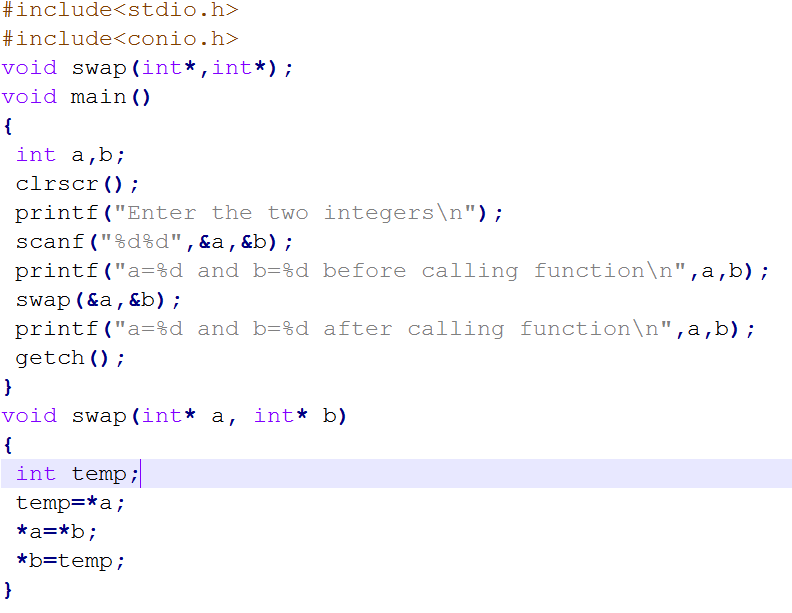 #include<stdio.h>
#include<conio.h>
void swap(int*,int*);
void main()
{
 int a,b;
 clrscr();
 printf("Enter the two integers\n");
 scanf("%d%d",&a,&b);
 printf("a=%d and b=%d before calling function\n",a,b);
 swap(&a,&b);
 printf("a=%d and b=%d after calling function\n",a,b);
 getch();
}
void swap(int* a, int* b)
{
 int temp;
 temp=*a;
 *a=*b;
 *b=temp;
}